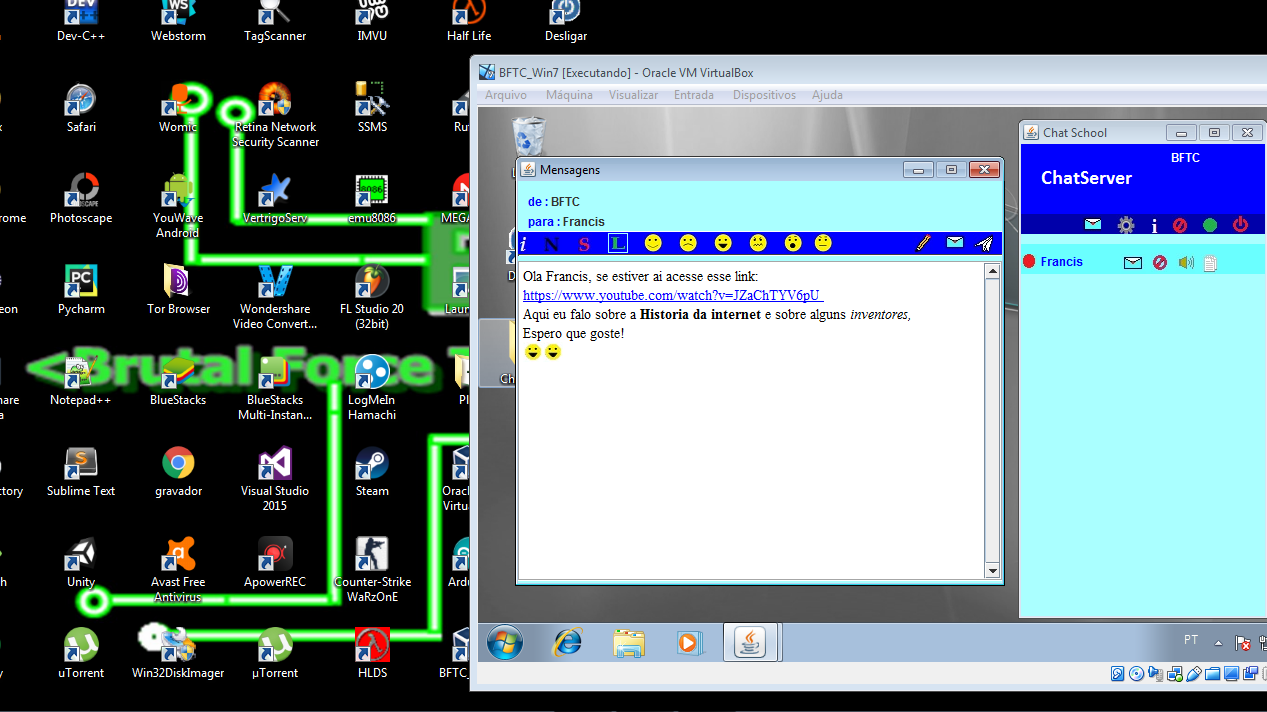 Dev-C++
Webstorm
TagScanner
IMVU
Half Life
Desligar
Safari
Womic
Retina Network
Security Scanner
SSMS
Photoscape
YouWave
Android
VertrigoServ
8086
emu8086
PC
Pycharm
Tor Browser
Wondershare
Video Convert...
FL Studio 20
(32bit)
<Brutal Force
Notepad++
BlueStacks
BlueStacks
Multi-Instan...
LogMeIn
Hamachi
Sublime Text
gravador
Visual Studio
2015
Steam
Unity
Avast Free
Antivirus
ApowerREC
Counter-Strike
WaRzOnE
uTorrent
Win32DiskImager
µTorrent
HLDS
BFTC_Win7 [Executando] - Oracle VM VirtualBox
Arquivo Máquina Visualizar Entrada Dispositivos Ajuda
Mensagens
de : BFTC
para : Francis
i N S L
Ola Francis, se estiver ai acesse esse link:
https://www.youtube.com/watch?v=JZaChTYV6pU
Aqui eu falo sobre a Historia da internet e sobre alguns inventores,
Espero que goste!
Chat School
BFTC
ChatServer
Francis
PT